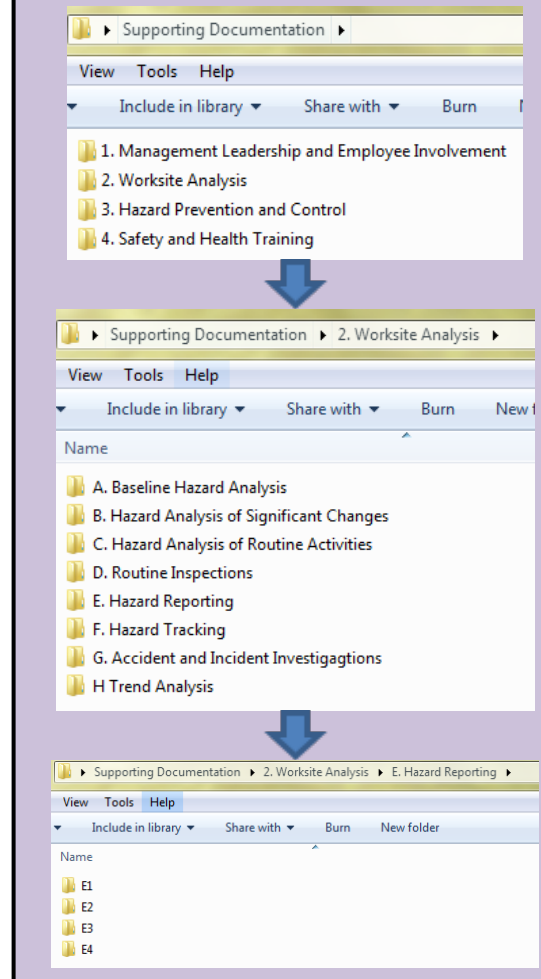 Supporting Documentation
View Tools Help
Include in library Share with Burn
1. Management Leadership and Employee Involvement
2. Worksite Analysis
3. Hazard Prevention and Control
4. Safety and Health Training
Supporting Documentation 2. Worksite Analysis
View Tools Help
Include in library Share with Burn New
Name
A. Baseline Hazard Analysis
B. Hazard Analysis of Significant Changes
C. Hazard Analysis of Routine Activities
D. Routine Inspections
E. Hazard Reporting
F. Hazard Tracking
G. Accident and Incident Investigagtions
H Trend Analysis
Supporting Documentation 2. Worksite Analysis E. Hazard Reporting
View Tools Help
Include in library Share with Burn New folder
Name
E1
E2
E3
E4